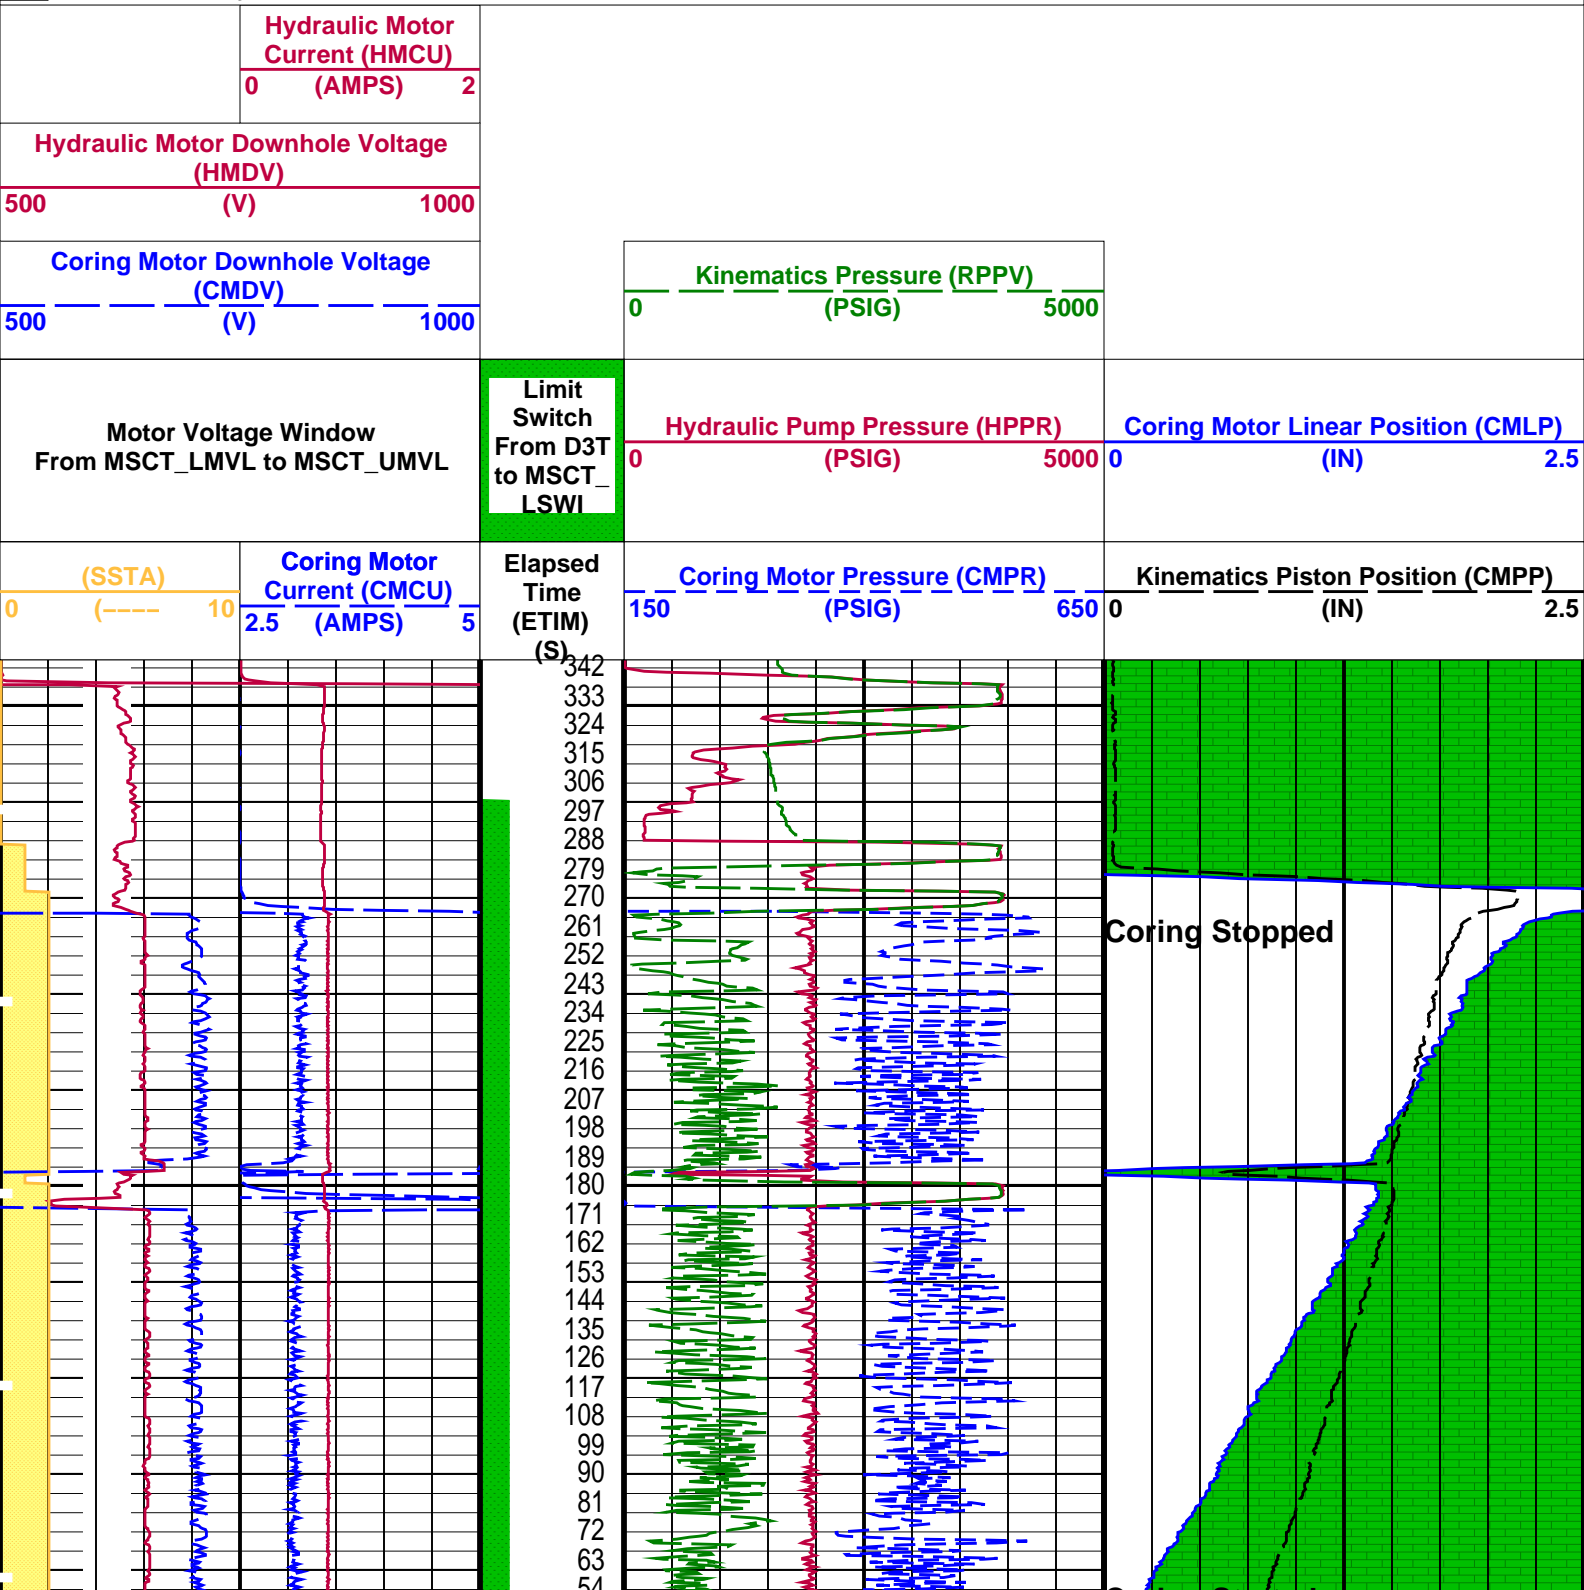 Hydraulic Motor
Current (HMCU)
0 (AMPS) 2
Hydraulic Motor Downhole Voltage
(HMDV)
500 (V) 1000
Coring Motor Downhole Voltage
(CMDV)
500 (V) 1000
Kinematics Pressure (RPPV)
0 (PSIG) 5000
Motor Voltage Window
From MSCT_LMVL to MSCT_UMVL
Limit
Switch
From D3T
to MSCT_
LSWI
Hydraulic Pump Pressure (HPPR)
0 (PSIG) 5000
Coring Motor Linear Position (CMLP)
0 (IN) 2.5
(SSTA)
0 (---- 10
Coring Motor
Current (CMCU)
2.5 (AMPS) 5
Elapsed
Time
(ETIM)
(S)
Coring Motor Pressure (CMPR)
150 (PSIG) 650
Kinematics Piston Position (CMPP)
0 (IN) 2.5
342
333
324
315
306
297
288
279
270
261
Coring Stopped
252
243
234
225
216
207
198
189
180
171
162
153
144
135
126
117
108
99
90
81
72
63
54